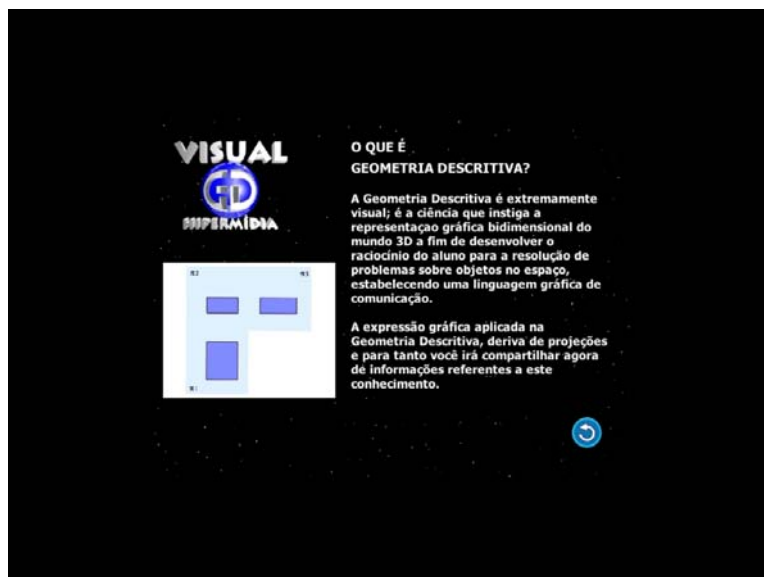 VISUAL
GD
HIPERMÍDIA
O QUE É
GEOMETRIA DESCRITIVA?
A Geometria Descritiva é extremamente
visual; é a ciência que instiga a
representaçao gráfica bidimensional do
mundo 3D a fim de desenvolver o
raciocínio do aluno para a resolução de
problemas sobre objetos no espaço,
estabelecendo uma linguagem gráfica de
comunicação.
A expressão gráfica aplicada na
Geometria Descritiva, deriva de projeções
e para tanto você irá compartilhar agora
de informações referentes a este
conhecimento.